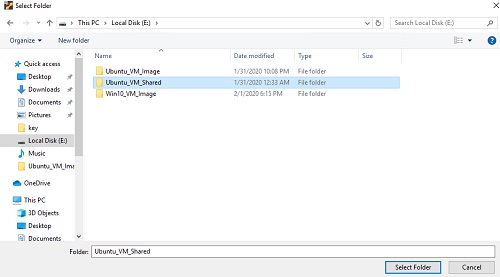 Select Folder
This PC > Local Disk (E:) >
Search Local Disk (E:)
Organize
New folder
Name
Date modified
Type
Size
Quick access
Desktop
Downloads
Documents
Pictures
key
Local Disk (E:)
Music
Ubuntu_VM_Ima
OneDrive
This PC
3D Objects
Desktop
Documents
Ubuntu_VM_Image 1/31/2020 10:08 PM File folder
Ubuntu_VM_Shared 1/31/2020 12:33 AM File folder
Win10_VM_Image 2/1/2020 6:15 PM File folder
Folder: Ubuntu_VM_Shared
Select Folder
Cancel